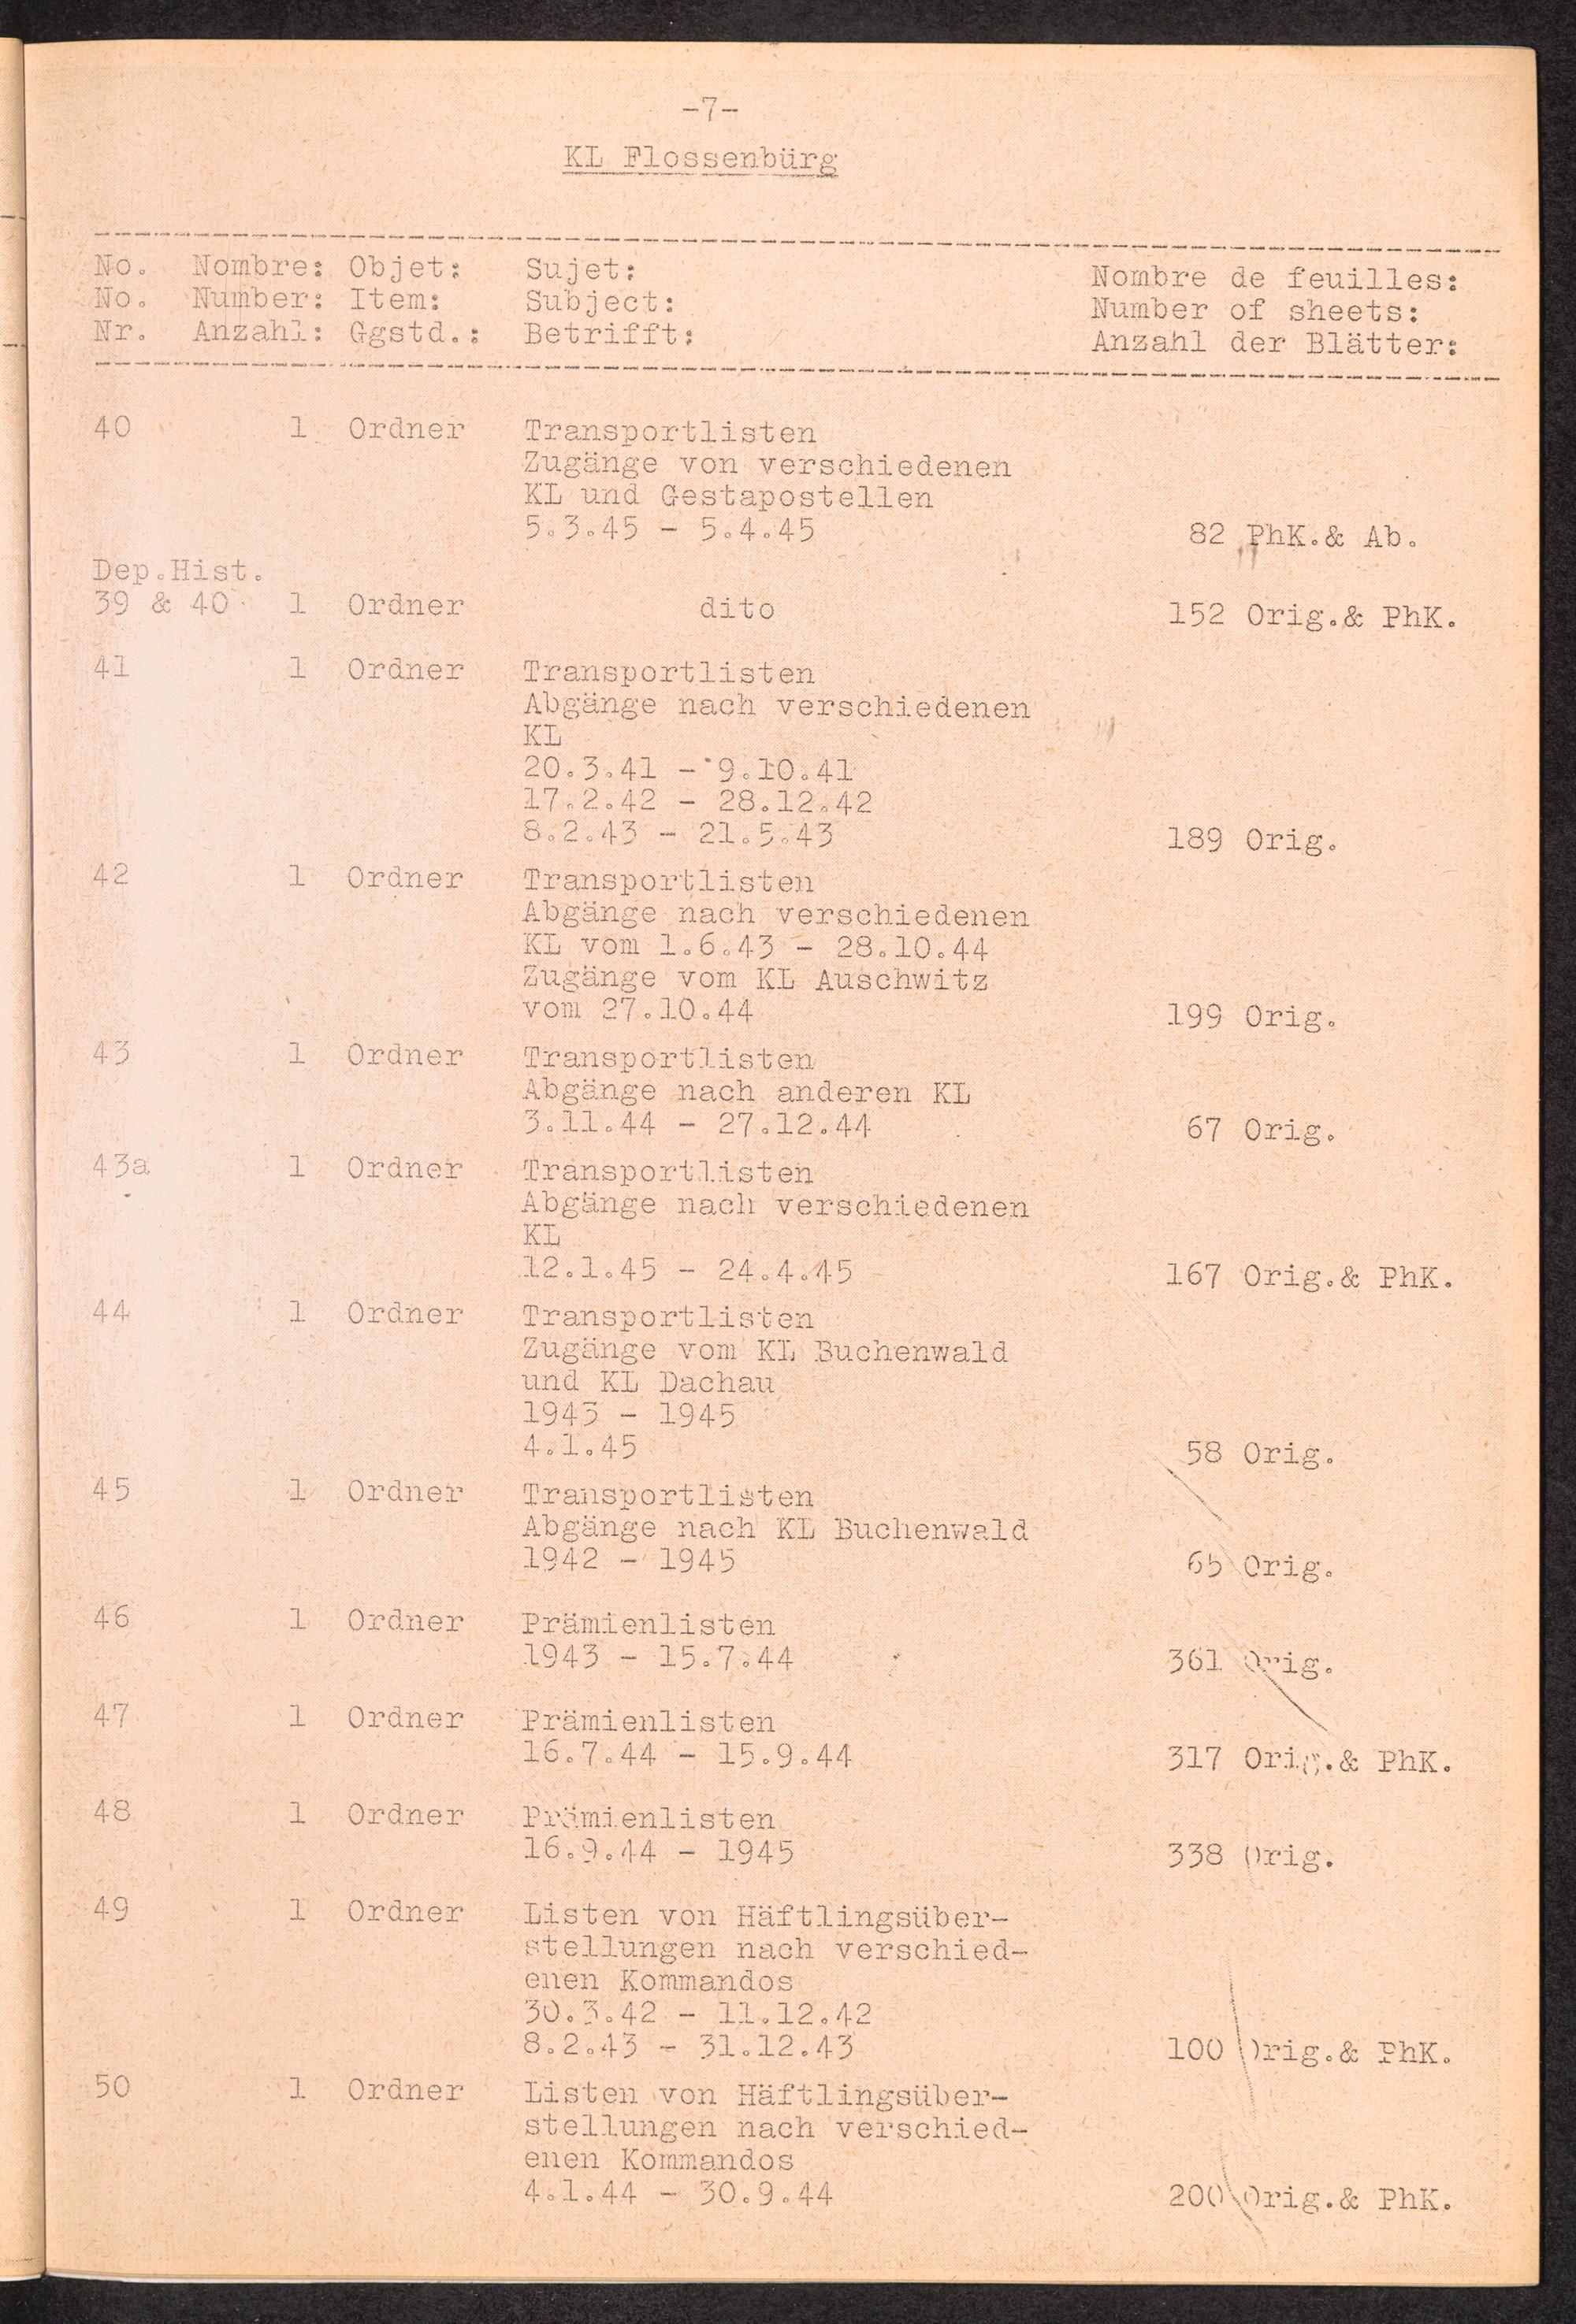 -7-
KL Flossenbürg
No. Nombre: Objet: Sujet: Nombre de feuilles:
No. Number: Item: Subject: Number of sheets:
Nr. Anzahl: Ggstd.: Betrifft: Anzahl der Blätter:
40 1 Ordner Transportlisten
Zugänge von verschiedenen
KL und Gestapostellen
5.3.45 - 5.4.45 82 PhK.& Ab.
Dep.Hist.
39 & 40 1 Ordner dito 152 Orig.& PhK.
41 1 Ordner Transportlisten
Abgänge nach verschiedenen
KL
20.3.41 - 9.10.41
17.2.42 - 28.12.42
8.2.43 - 21.5.43 189 Orig.
42 1 Ordner Transportlisten
Abgänge nach verschiedenen
KL vom 1.6.43 - 28.10.44
Zugänge vom KL Auschwitz
vom 27.10.44 199 Orig.
43 1 Ordner Transportlisten
Abgänge nach anderen KL
3.11.44 - 27.12.44 67 Orig.
43a 1 Ordner Transportlisten
Abgänge nach verschiedenen
KL
12.1.45 - 24.4.45 167 Orig.& PhK.
44 1 Ordner Transportlisten
Zugänge vom KL Buchenwald
und KL Dachau
1943 - 1945
4.1.45 58 Orig.
45 1 Ordner Transportlisten
Abgänge nach KL Buchenwald
1942 - 1945 65 Orig.
46 1 Ordner Prämienlisten
1943 - 15.7.44 361 Orig.
47 1 Ordner Prämienlisten
16.7.44 - 15.9.44 317 Orig.& PhK.
48 1 Ordner Prämienlisten
16.9.44 - 1945 338 Orig.
49 1 Ordner Listen von Häftlingsüber-
stellungen nach verschied-
enen Kommandos
30.3.42 - 11.12.42
8.2.43 - 31.12.43 100 Orig.& PhK.
50 1 Ordner Listen von Häftlingsüber-
stellungen nach verschied-
enen Kommandos
4.1.44 - 30.9.44 200 Orig.& PhK.